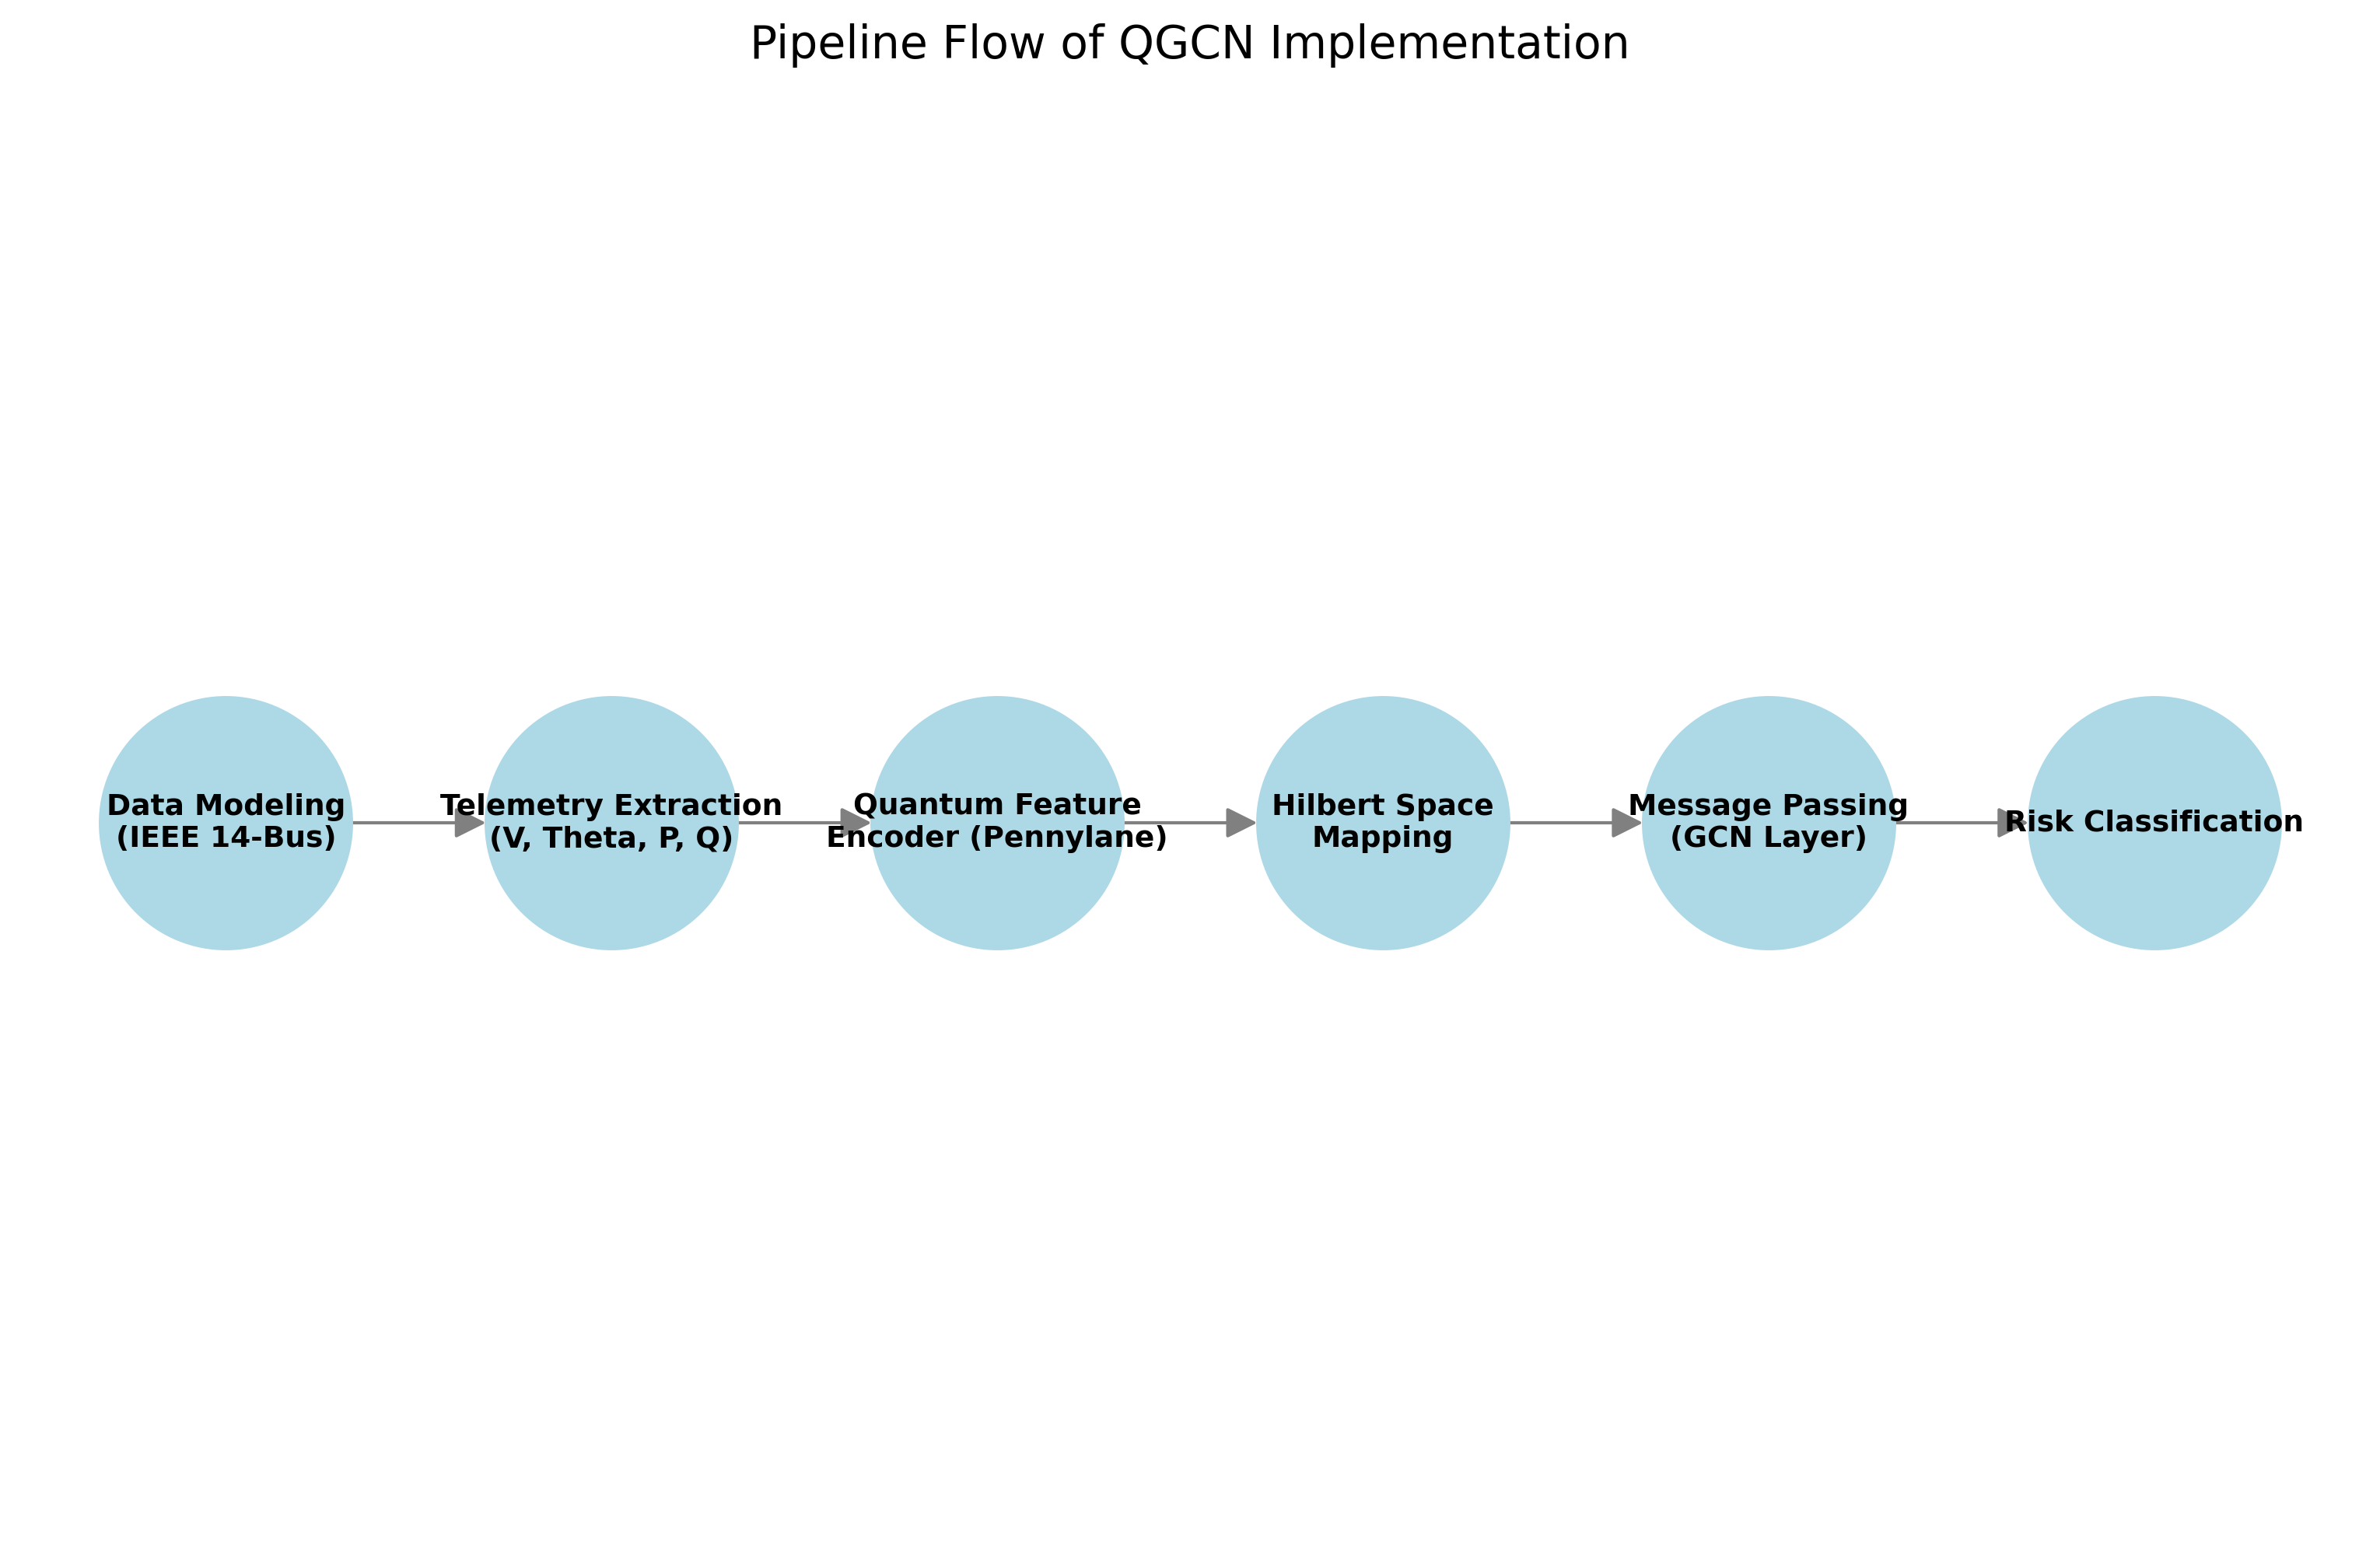 Pipeline Flow of QGCN Implementation
Data Modeling
(IEEE 14-Bus)
Telemetry Extraction
(V, Theta, P, Q)
Quantum Feature
Encoder (Pennylane)
Hilbert Space
Mapping
Message Passing
(GCN Layer)
Risk Classification